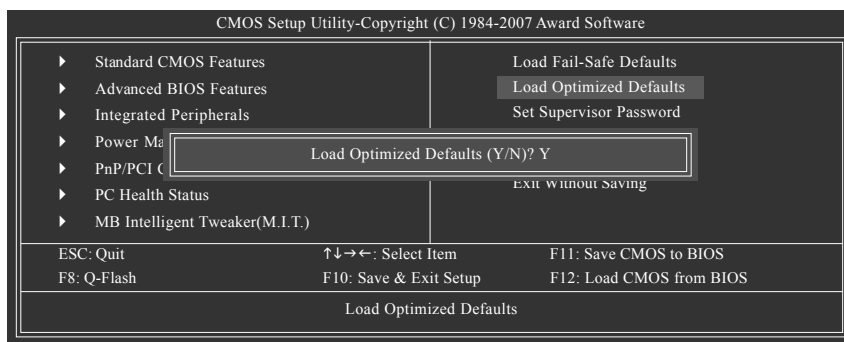 CMOS Setup Utility-Copyright (C) 1984-2007 Award Software
Standard CMOS Features
Advanced BIOS Features
Integrated Peripherals
Power Ma
PnP/PCI
PC Health Status
MB Intelligent Tweaker(M.I.T.)
Load Fail-Safe Defaults
Load Optimized Defaults
Set Supervisor Password
Exit Without Saving
Load Optimized Defaults (Y/N)? Y
ESC: Quit
↑↓→←: Select Item
F11: Save CMOS to BIOS
F8: Q-Flash
F10: Save & Exit Setup
F12: Load CMOS from BIOS
Load Optimized Defaults